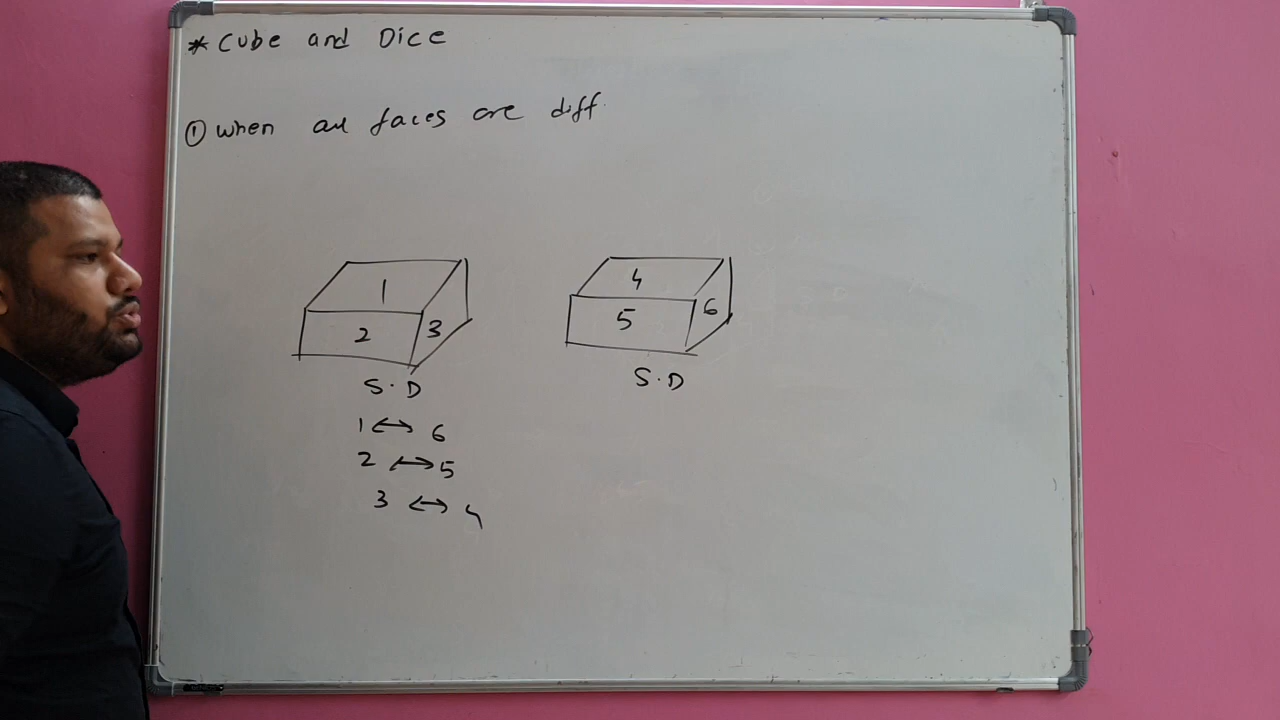 * Cube and Dice
① When all faces are diff.
1
2
3
S.D
4
5
6
S.D
1 ↔ 6
2 ↔ 5
3 ↔ 4